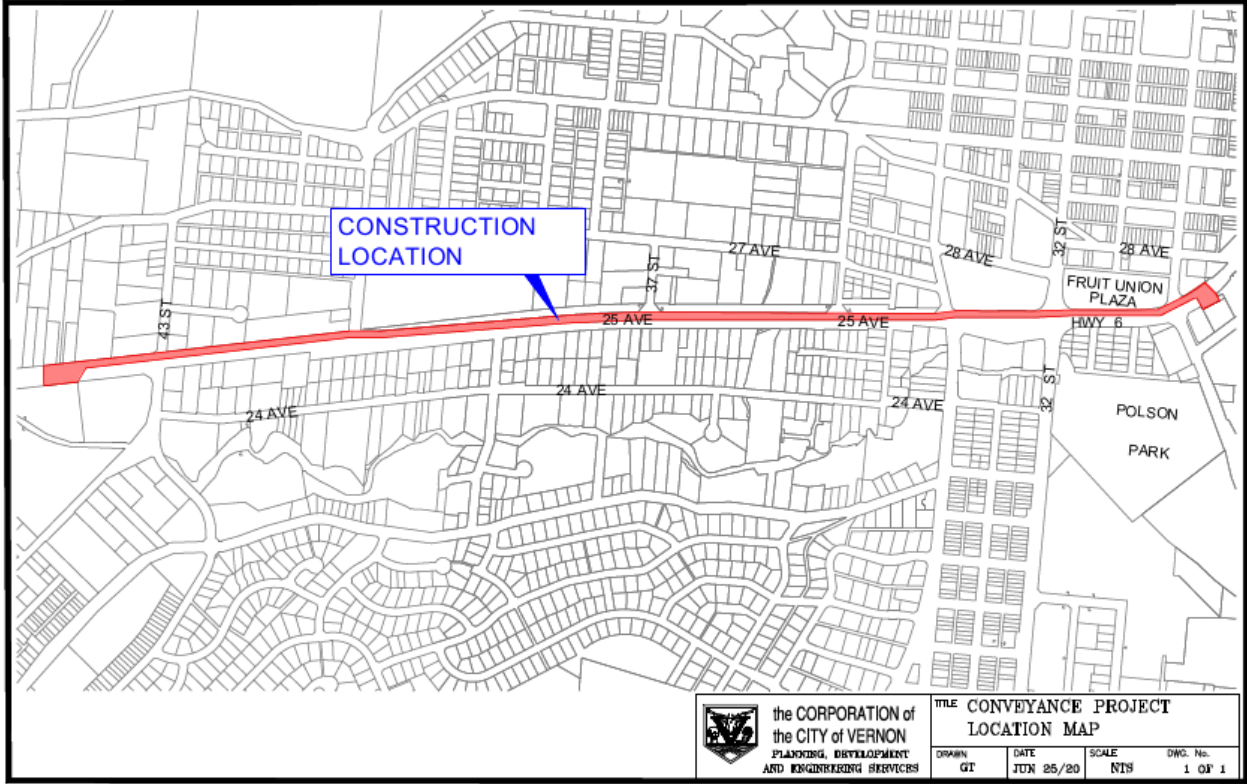 CONSTRUCTION
LOCATION
27 AVE
28 AVE
32 ST
28 AVE
37 ST
FRUIT UNION
PLAZA
43 ST
25 AVE
25 AVE
HWY 6
24 AVE
24 AVE
24 AVE
32 ST
POLSON
PARK
the CORPORATION of
the CITY of VERNON
PLANNING, DEVELOPMENT
AND ENGINEERING SERVICES
TITLE CONVEYANCE PROJECT
LOCATION MAP
DRAWN
GT
DATE
JUN 25/20
SCALE
NTS
DWG. No.
1 OF 1